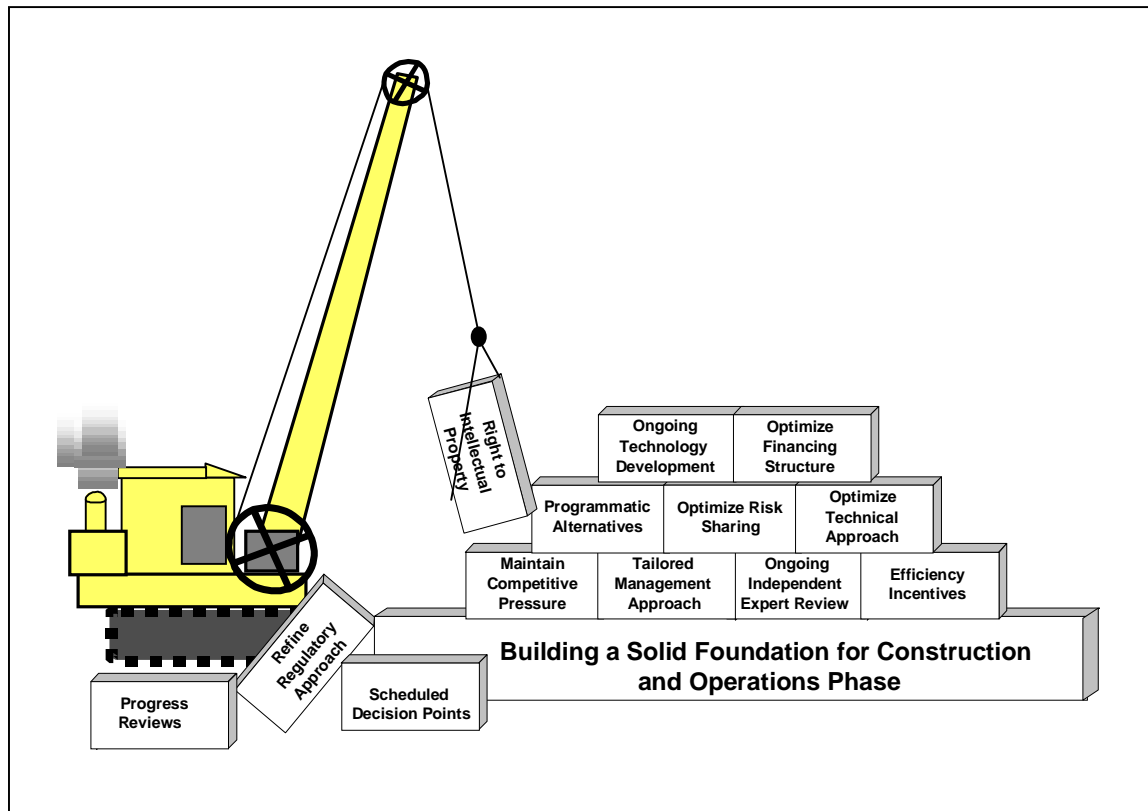 Right to
Intellectual
Property
Ongoing
Technology
Development
Optimize
Financing
Structure
Programmatic
Alternatives
Optimize Risk
Sharing
Optimize
Technical
Approach
Maintain
Competitive
Pressure
Tailored
Management
Approach
Ongoing
Independent
Expert Review
Efficiency
Incentives
Building a Solid Foundation for Construction
and Operations Phase
Refine
Regulatory
Approach
Scheduled
Decision Points
Progress
Reviews